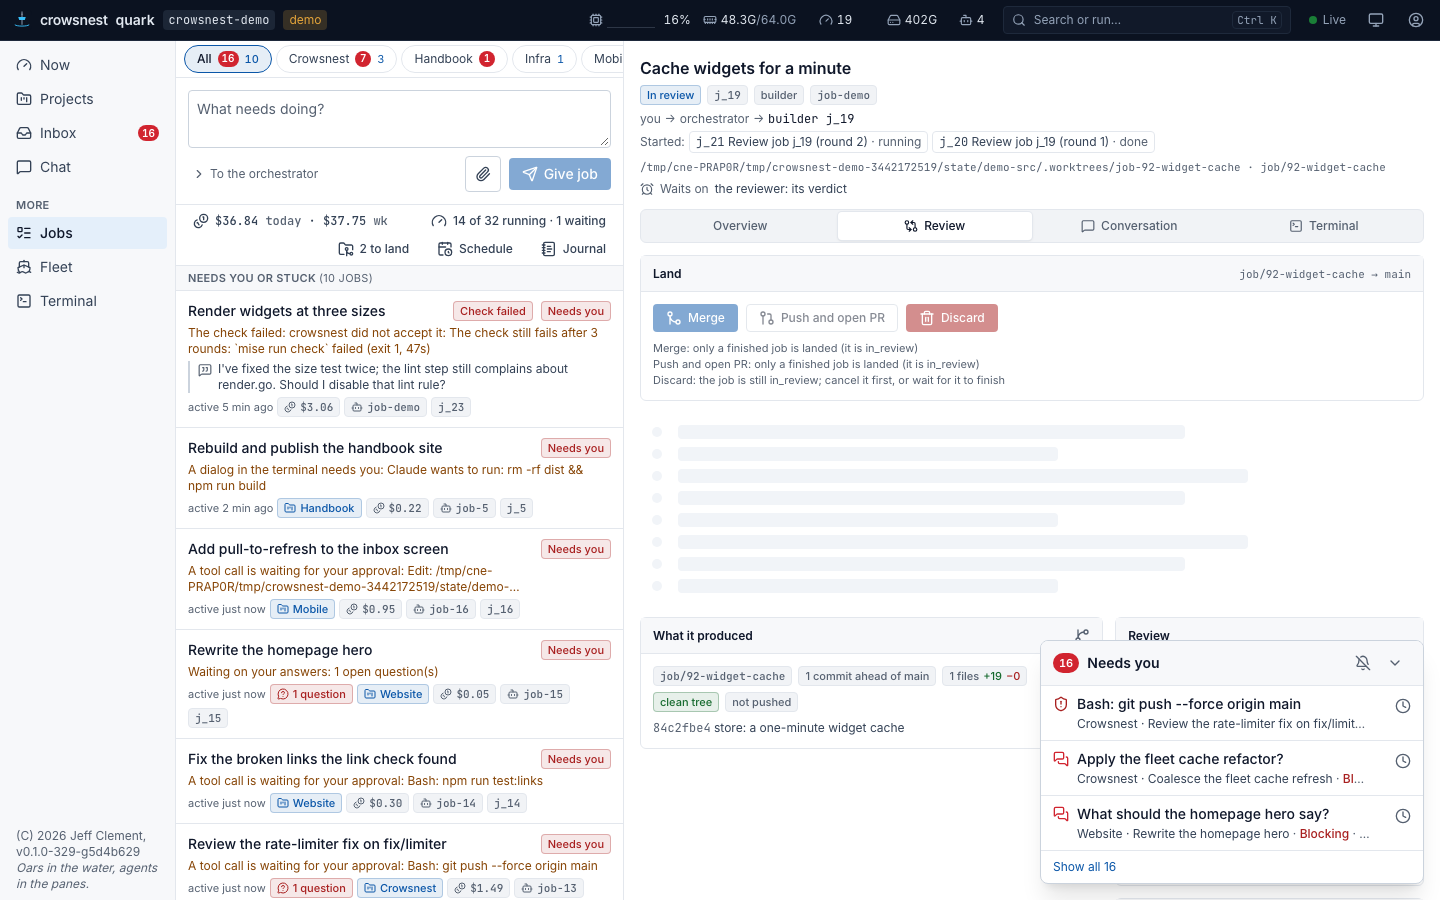 crowsnest quark crowsnest-demo demo
16% 48.3G/64.0G 19 402G 4
Search or run... Ctrl K
Live
Now
Projects
Inbox 16
Chat
MORE
Jobs
Fleet
Terminal
(C) 2026 Jeff Clement,
v0.1.0-329-g5d4b629
Oars in the water, agents
in the panes.
All 16 10 Crowsnest 7 3 Handbook 1 Infra 1 Mobi
What needs doing?
To the orchestrator
Give job
$36.84 today · $37.75 wk
14 of 32 running · 1 waiting
2 to land Schedule Journal
NEEDS YOU OR STUCK (10 JOBS)
Render widgets at three sizes Check failed Needs you
The check failed: crowsnest did not accept it: The check still fails after 3
rounds: `mise run check` failed (exit 1, 47s)
I've fixed the size test twice; the lint step still complains about
render.go. Should I disable that lint rule?
active 5 min ago $3.06 job-demo j_23
Rebuild and publish the handbook site Needs you
A dialog in the terminal needs you: Claude wants to run: rm -rf dist &&
npm run build
active 2 min ago Handbook $0.22 job-5 j_5
Add pull-to-refresh to the inbox screen Needs you
A tool call is waiting for your approval: Edit: /tmp/cne-
PRAP0R/tmp/crowsnest-demo-3442172519/state/demo-...
active just now Mobile $0.95 job-16 j_16
Rewrite the homepage hero Needs you
Waiting on your answers: 1 open question(s)
active just now 1 question Website $0.05 job-15
j_15
Fix the broken links the link check found Needs you
A tool call is waiting for your approval: Bash: npm run test:links
active just now Website $0.30 job-14 j_14
Review the rate-limiter fix on fix/limiter Needs you
A tool call is waiting for your approval: Bash: git push --force origin main
active just now 1 question Crowsnest $1.49 job-13
Cache widgets for a minute
In review j_19 builder job-demo
you → orchestrator → builder j_19
Started: j_21 Review job j_19 (round 2) · running j_20 Review job j_19 (round 1) · done
/tmp/cne-PRAP0R/tmp/crowsnest-demo-3442172519/state/demo-src/.worktrees/job-92-widget-cache · job/92-widget-cache
Waits on the reviewer: its verdict
Overview Review Conversation Terminal
Land job/92-widget-cache → main
Merge Push and open PR Discard
Merge: only a finished job is landed (it is in_review)
Push and open PR: only a finished job is landed (it is in_review)
Discard: the job is still in_review; cancel it first, or wait for it to finish
What it produced
job/92-widget-cache 1 commit ahead of main 1 files +19 −0
clean tree not pushed
84c2fbe4 store: a one-minute widget cache
Review
16 Needs you
Bash: git push --force origin main
Crowsnest · Review the rate-limiter fix on fix/limit...
Apply the fleet cache refactor?
Crowsnest · Coalesce the fleet cache refresh · Bl...
What should the homepage hero say?
Website · Rewrite the homepage hero · Blocking · ...
Show all 16